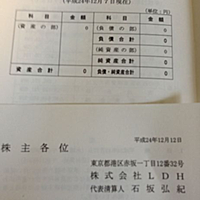 (平成24年12月7日現在)
(単位:円)
科 目 金 額 科 目 金 額
(資産の部) 0 (負債の部) 0
負債合計 0
(純資産の部) 0
純資産合計 0
資産合計 0 負債・純資産合計 0
平成24年12月12日
株主各位
東京都港区赤坂一丁目12番32号
株式会社LDH
代表清算人 石坂弘紀